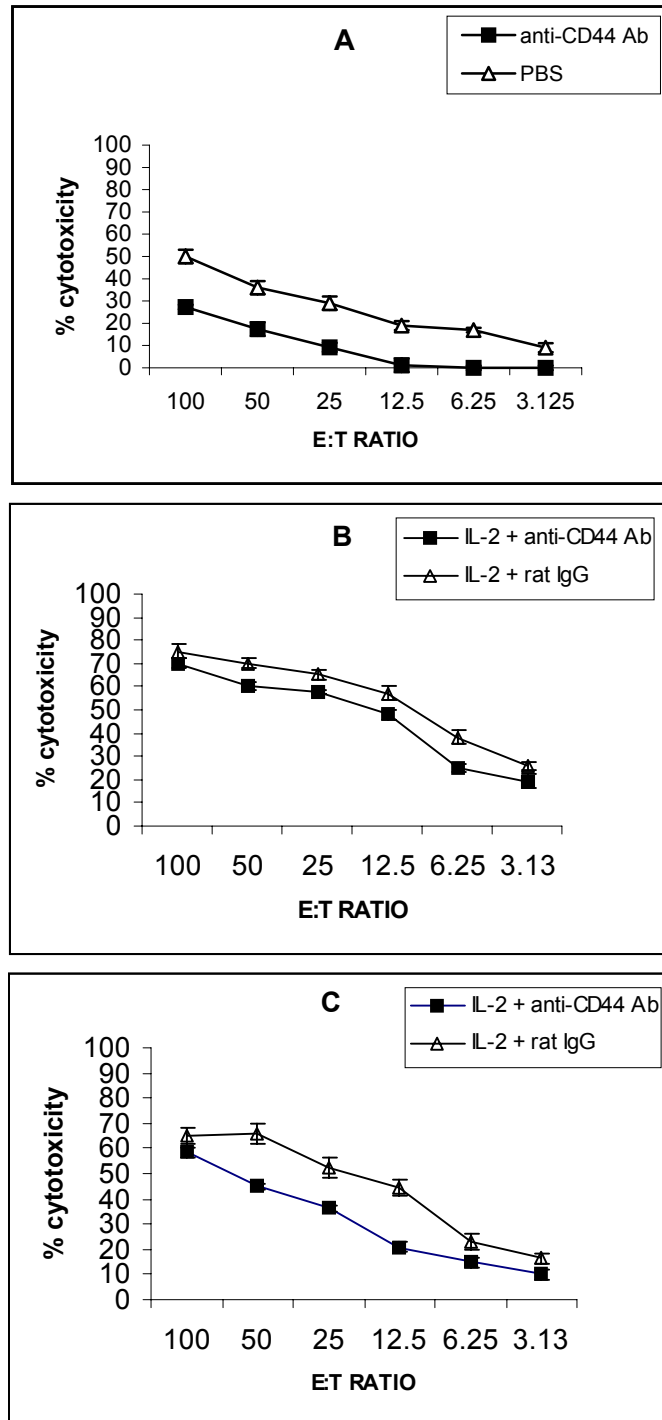 A
anti-CD44 Ab
PBS
% cytotoxicity
100
90
80
70
60
50
40
30
20
10
0
100 50 25 12.5 6.25 3.125
E:T RATIO
B
IL-2 + anti-CD44 Ab
IL-2 + rat IgG
% cytotoxicity
100
90
80
70
60
50
40
30
20
10
0
100 50 25 12.5 6.25 3.13
E:T RATIO
C
IL-2 + anti-CD44 Ab
IL-2 + rat IgG
% cytotoxicity
100
90
80
70
60
50
40
30
20
10
0
100 50 25 12.5 6.25 3.13
E:T RATIO